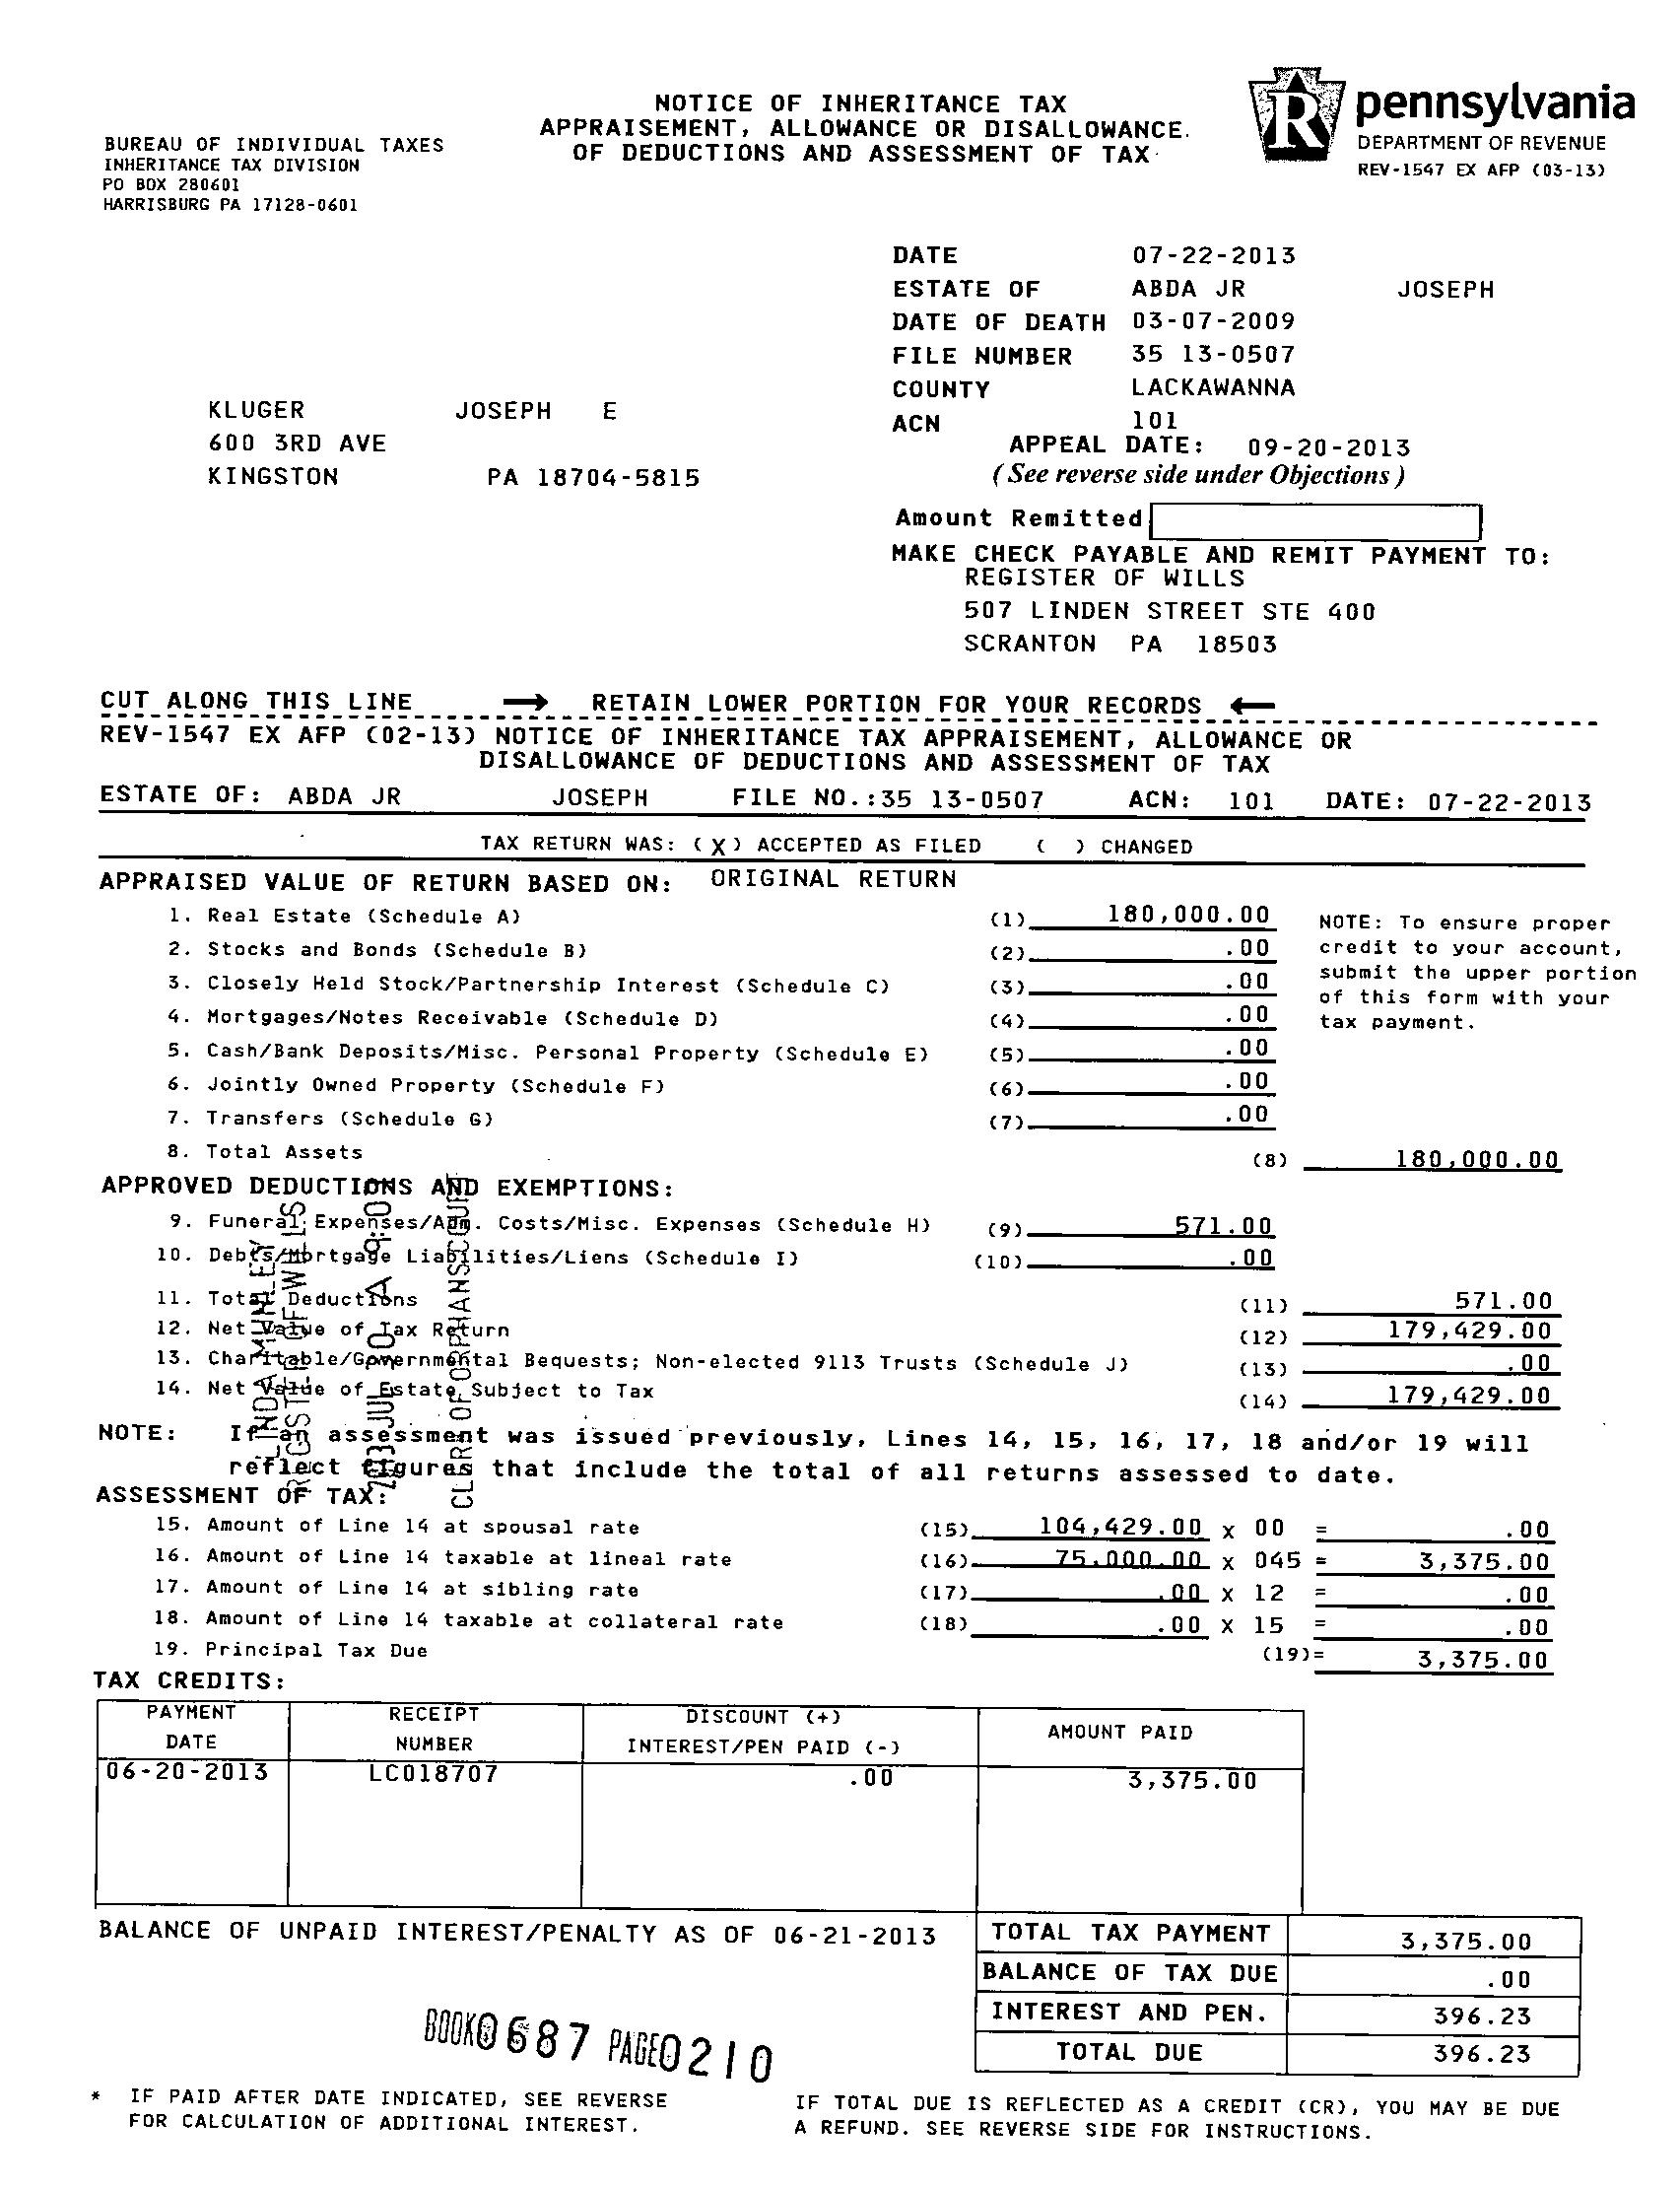 NOTICE OF INHERITANCE TAX
APPRAISEMENT, ALLOWANCE OR DISALLOWANCE.
OF DEDUCTIONS AND ASSESSMENT OF TAX
pennsylvania
DEPARTMENT OF REVENUE
REV-1547 EX AFP (03-13)
BUREAU OF INDIVIDUAL TAXES
INHERITANCE TAX DIVISION
PO BOX 280601
HARRISBURG PA 17128-0601
DATE 07-22-2013
ESTATE OF ABDA JR JOSEPH
DATE OF DEATH 03-07-2009
FILE NUMBER 35 13-0507
COUNTY LACKAWANNA
ACN 101
APPEAL DATE: 09-20-2013
(See reverse side under Objections)
KLUGER JOSEPH E
600 3RD AVE
KINGSTON PA 18704-5815
Amount Remitted
MAKE CHECK PAYABLE AND REMIT PAYMENT TO:
REGISTER OF WILLS
507 LINDEN STREET STE 400
SCRANTON PA 18503
CUT ALONG THIS LINE → RETAIN LOWER PORTION FOR YOUR RECORDS ←
REV-1547 EX AFP (02-13) NOTICE OF INHERITANCE TAX APPRAISEMENT, ALLOWANCE OR
DISALLOWANCE OF DEDUCTIONS AND ASSESSMENT OF TAX
ESTATE OF: ABDA JR JOSEPH FILE NO.:35 13-0507 ACN: 101 DATE: 07-22-2013
TAX RETURN WAS: (X) ACCEPTED AS FILED ( ) CHANGED
APPRAISED VALUE OF RETURN BASED ON: ORIGINAL RETURN
1. Real Estate (Schedule A) (1) 180,000.00
2. Stocks and Bonds (Schedule B) (2) .00
3. Closely Held Stock/Partnership Interest (Schedule C) (3) .00
4. Mortgages/Notes Receivable (Schedule D) (4) .00
5. Cash/Bank Deposits/Misc. Personal Property (Schedule E) (5) .00
6. Jointly Owned Property (Schedule F) (6) .00
7. Transfers (Schedule G) (7) .00
8. Total Assets (8) 180,000.00
NOTE: To ensure proper
credit to your account,
submit the upper portion
of this form with your
tax payment.
APPROVED DEDUCTIONS AND EXEMPTIONS:
9. Funeral Expenses/Adm. Costs/Misc. Expenses (Schedule H) (9) 571.00
10. Debts/Mortgage Liabilities/Liens (Schedule I) (10) .00
11. Total Deductions (11) 571.00
12. Net Value of Tax Return (12) 179,429.00
13. Charitable/Governmental Bequests; Non-elected 9113 Trusts (Schedule J) (13) .00
14. Net Value of Estate Subject to Tax (14) 179,429.00
REGISTER OF WILLS
CLERK OF ORPHANS COURT
NOTE: If an assessment was issued previously, Lines 14, 15, 16, 17, 18 and/or 19 will
reflect figures that include the total of all returns assessed to date.
ASSESSMENT OF TAX:
15. Amount of Line 14 at spousal rate (15) 104,429.00 X 00 = .00
16. Amount of Line 14 taxable at lineal rate (16) 75,000.00 X 045 = 3,375.00
17. Amount of Line 14 at sibling rate (17) .00 X 12 = .00
18. Amount of Line 14 taxable at collateral rate (18) .00 X 15 = .00
19. Principal Tax Due (19)= 3,375.00
TAX CREDITS:
PAYMENT DATE RECEIPT NUMBER DISCOUNT (+) INTEREST/PEN PAID (-) AMOUNT PAID
06-20-2013 LC018707 .00 3,375.00
BALANCE OF UNPAID INTEREST/PENALTY AS OF 06-21-2013
TOTAL TAX PAYMENT 3,375.00
BALANCE OF TAX DUE .00
INTEREST AND PEN. 396.23
TOTAL DUE 396.23
BOOK 0687 PAGE 0210
* IF PAID AFTER DATE INDICATED, SEE REVERSE
FOR CALCULATION OF ADDITIONAL INTEREST.
IF TOTAL DUE IS REFLECTED AS A CREDIT (CR), YOU MAY BE DUE
A REFUND. SEE REVERSE SIDE FOR INSTRUCTIONS.